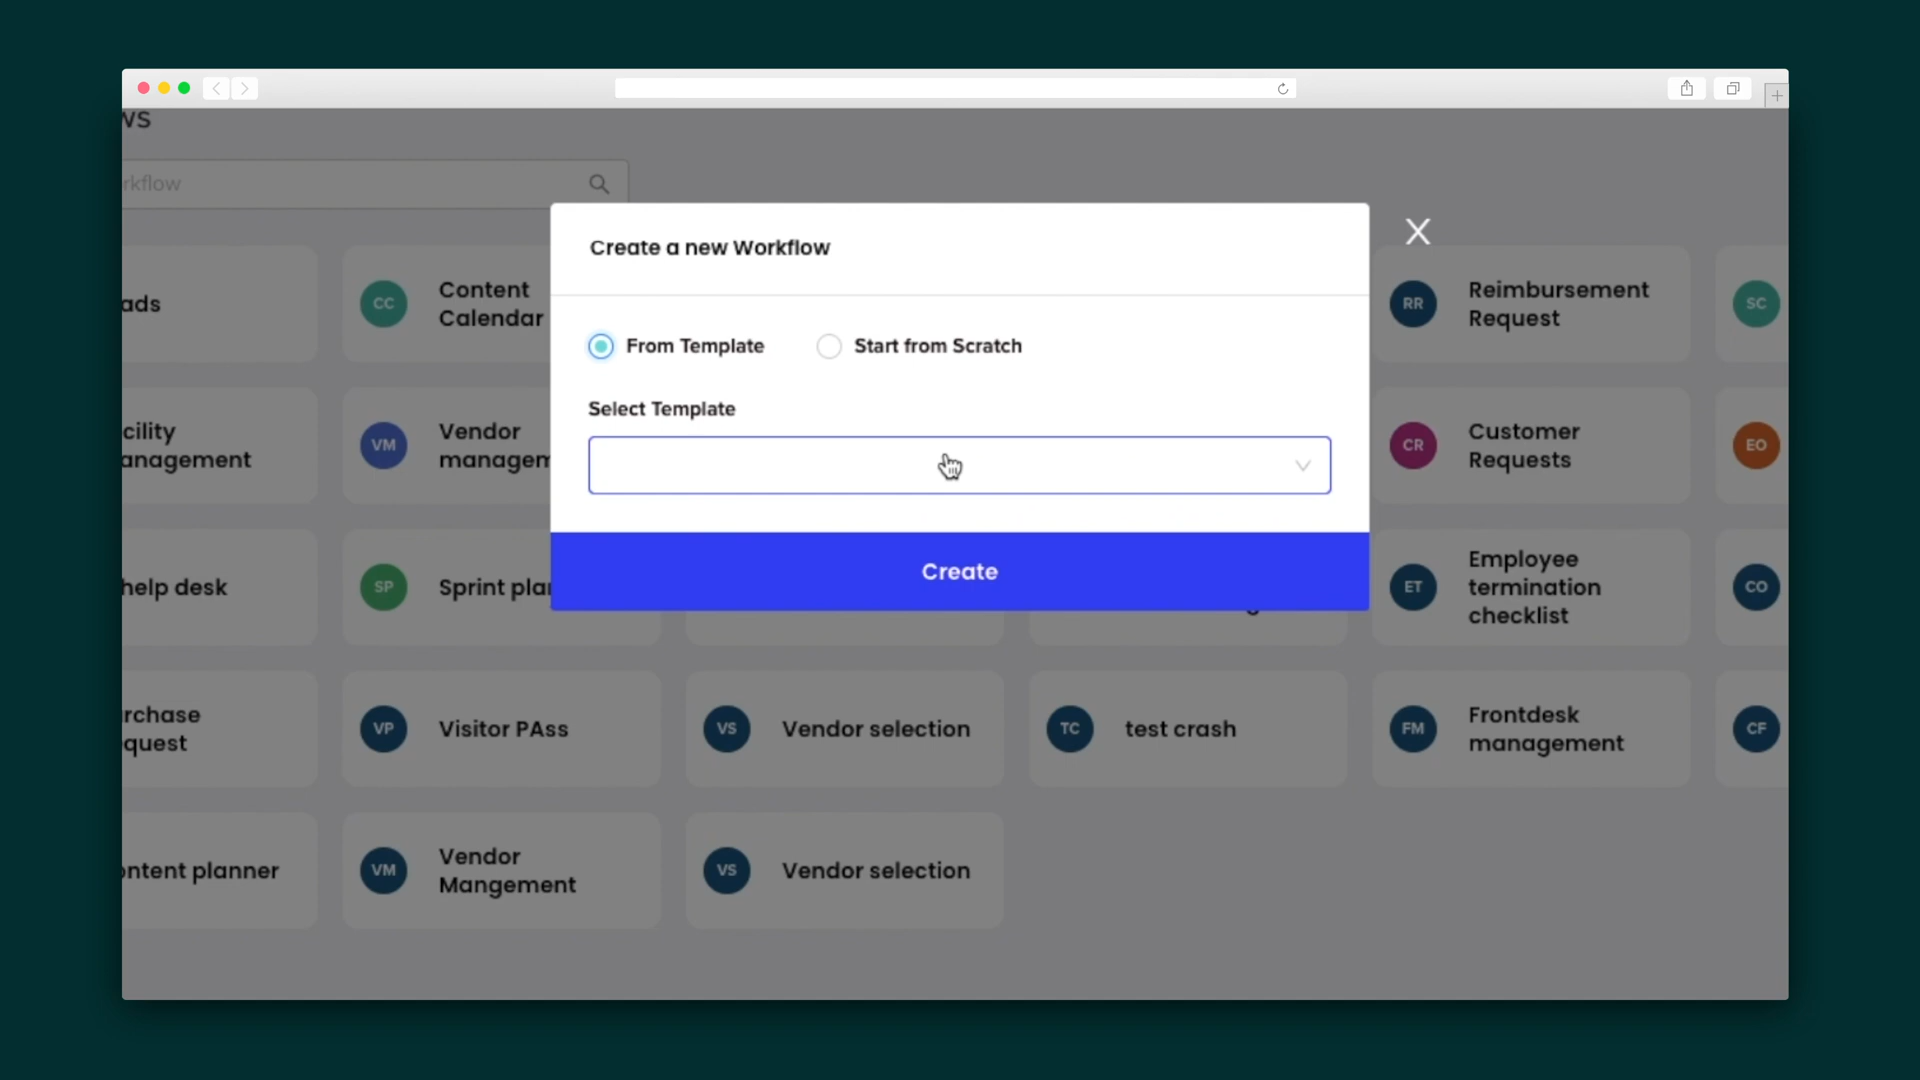 ws
rkflow
Create a new Workflow
From Template
Start from Scratch
Select Template
Create
ads
CC
Content
Calendar
RR
Reimbursement
Request
SC
cility
anagement
VM
Vendor
managem
CR
Customer
Requests
EO
help desk
SP
Sprint plan
ET
Employee
termination
checklist
CO
rchase
quest
VP
Visitor PAss
VS
Vendor selection
TC
test crash
FM
Frontdesk
management
CF
ontent planner
VM
Vendor
Mangement
VS
Vendor selection